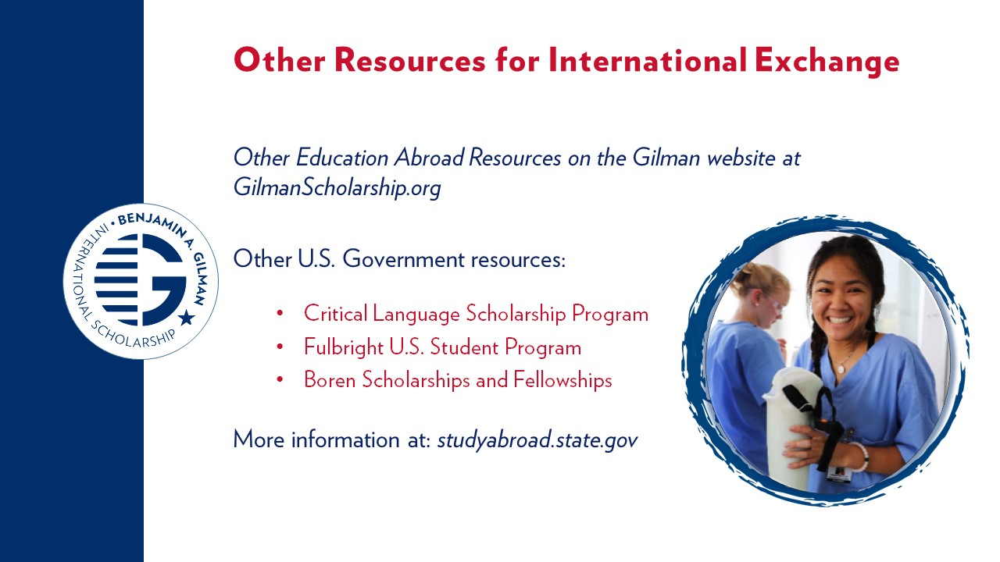 Other Resources for International Exchange
Other Education Abroad Resources on the Gilman website at
GilmanScholarship.org
• BENJAMIN A. GILMAN
INTERNATIONAL SCHOLARSHIP
G
Other U.S. Government resources:
• Critical Language Scholarship Program
• Fulbright U.S. Student Program
• Boren Scholarships and Fellowships
More information at: studyabroad.state.gov